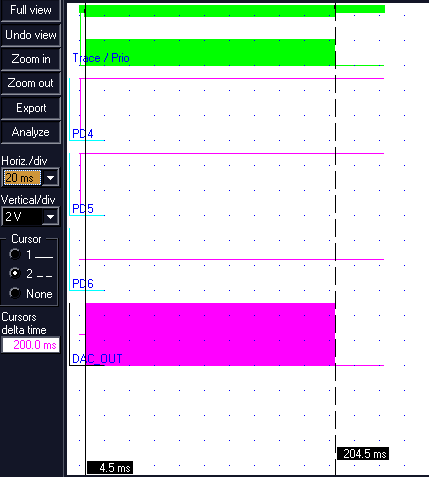 Full view
Undo view
Zoom in
Zoom out
Export
Analyze
Horiz./div
20 ms
Vertical/div
2 V
Cursor
1 ___
2 _ _
None
Cursors
delta time
200.0 ms
Trace / Prio
PD4
PD5
PD6
DAC_OUT
204.5 ms
4.5 ms